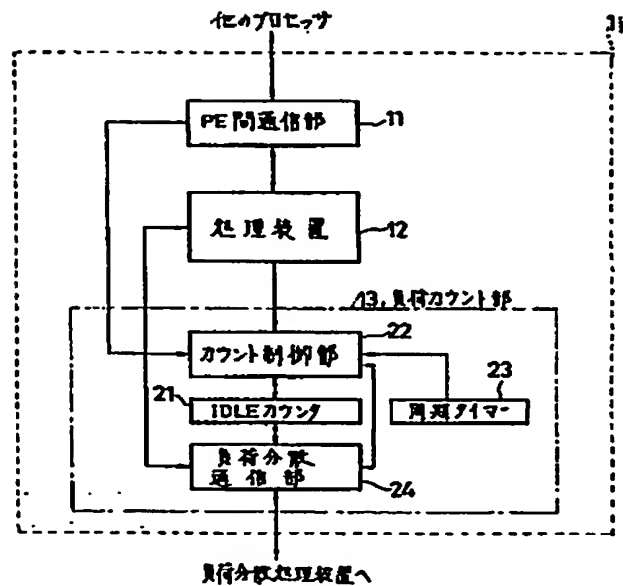 他のプロセッサ
PE間通信部
11
処理装置
12
13,負荷カウント部
22
カウント制御部
23
21
IDLEカウンタ
周期タイマー
負荷分散
通信部
24
負荷分散処理装置へ